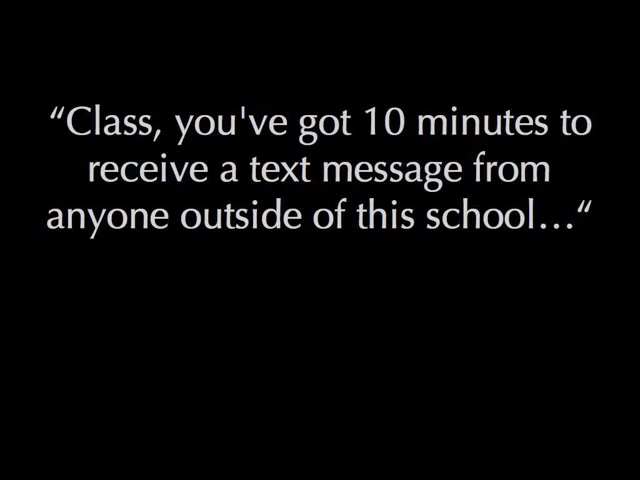 “Class, you've got 10 minutes to
receive a text message from
anyone outside of this school…“